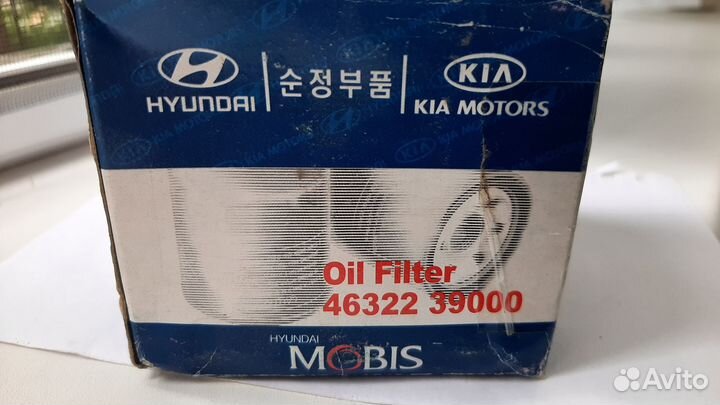 HYUNDAI
순정부품
KIA
KIA MOTORS
Oil Filter
46322 39000
HYUNDAI
MOBIS
Avito